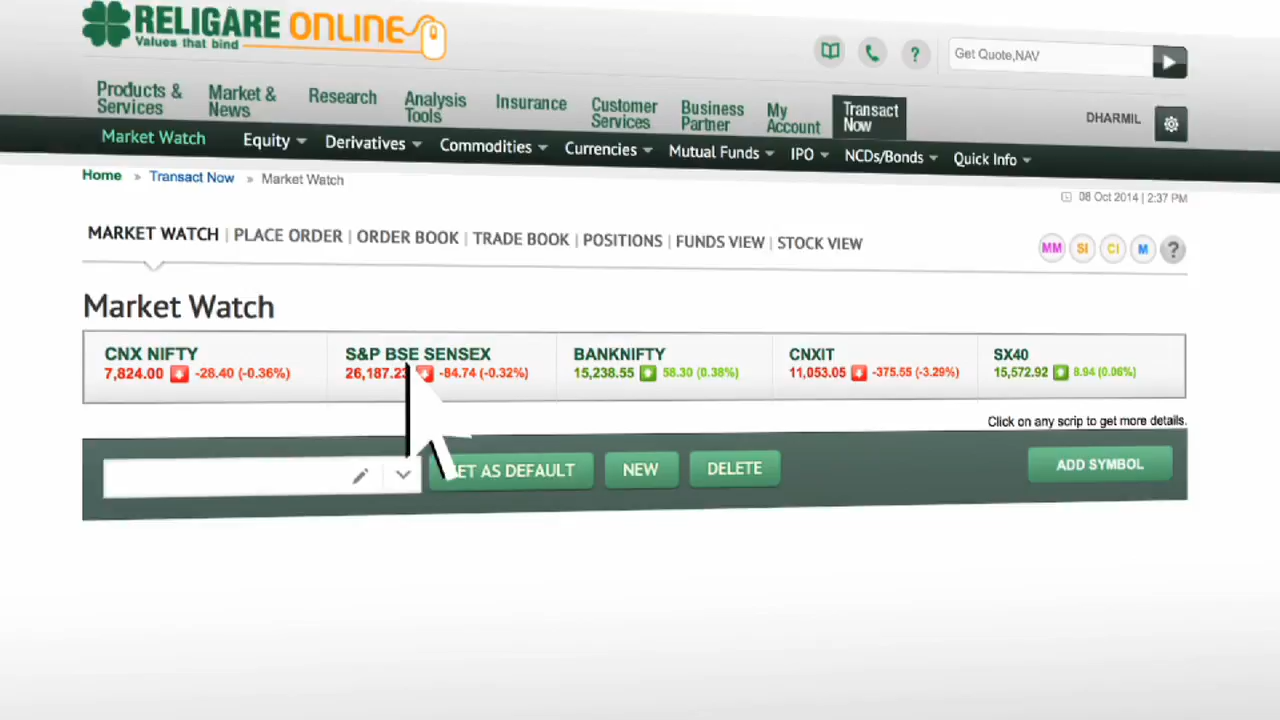 RELIGARE ONLINE
Values that bind
Get Quote,NAV
Products & Services
Market & News
Research
Analysis Tools
Insurance
Customer Services
Business Partner
My Account
Transact Now
DHARMIL
Market Watch
Equity
Derivatives
Commodities
Currencies
Mutual Funds
IPO
NCDs/Bonds
Quick Info
Home » Transact Now » Market Watch
08 Oct 2014 | 2:37 PM
MARKET WATCH | PLACE ORDER | ORDER BOOK | TRADE BOOK | POSITIONS | FUNDS VIEW | STOCK VIEW
MM SI CI M ?
Market Watch
CNX NIFTY
7,824.00 -28.40 (-0.36%)
S&P BSE SENSEX
26,187.23 -84.74 (-0.32%)
BANKNIFTY
15,238.55 58.30 (0.38%)
CNXIT
11,053.05 -375.55 (-3.29%)
SX40
15,572.92 8.94 (0.06%)
Click on any scrip to get more details.
AS DEFAULT
NEW
DELETE
ADD SYMBOL